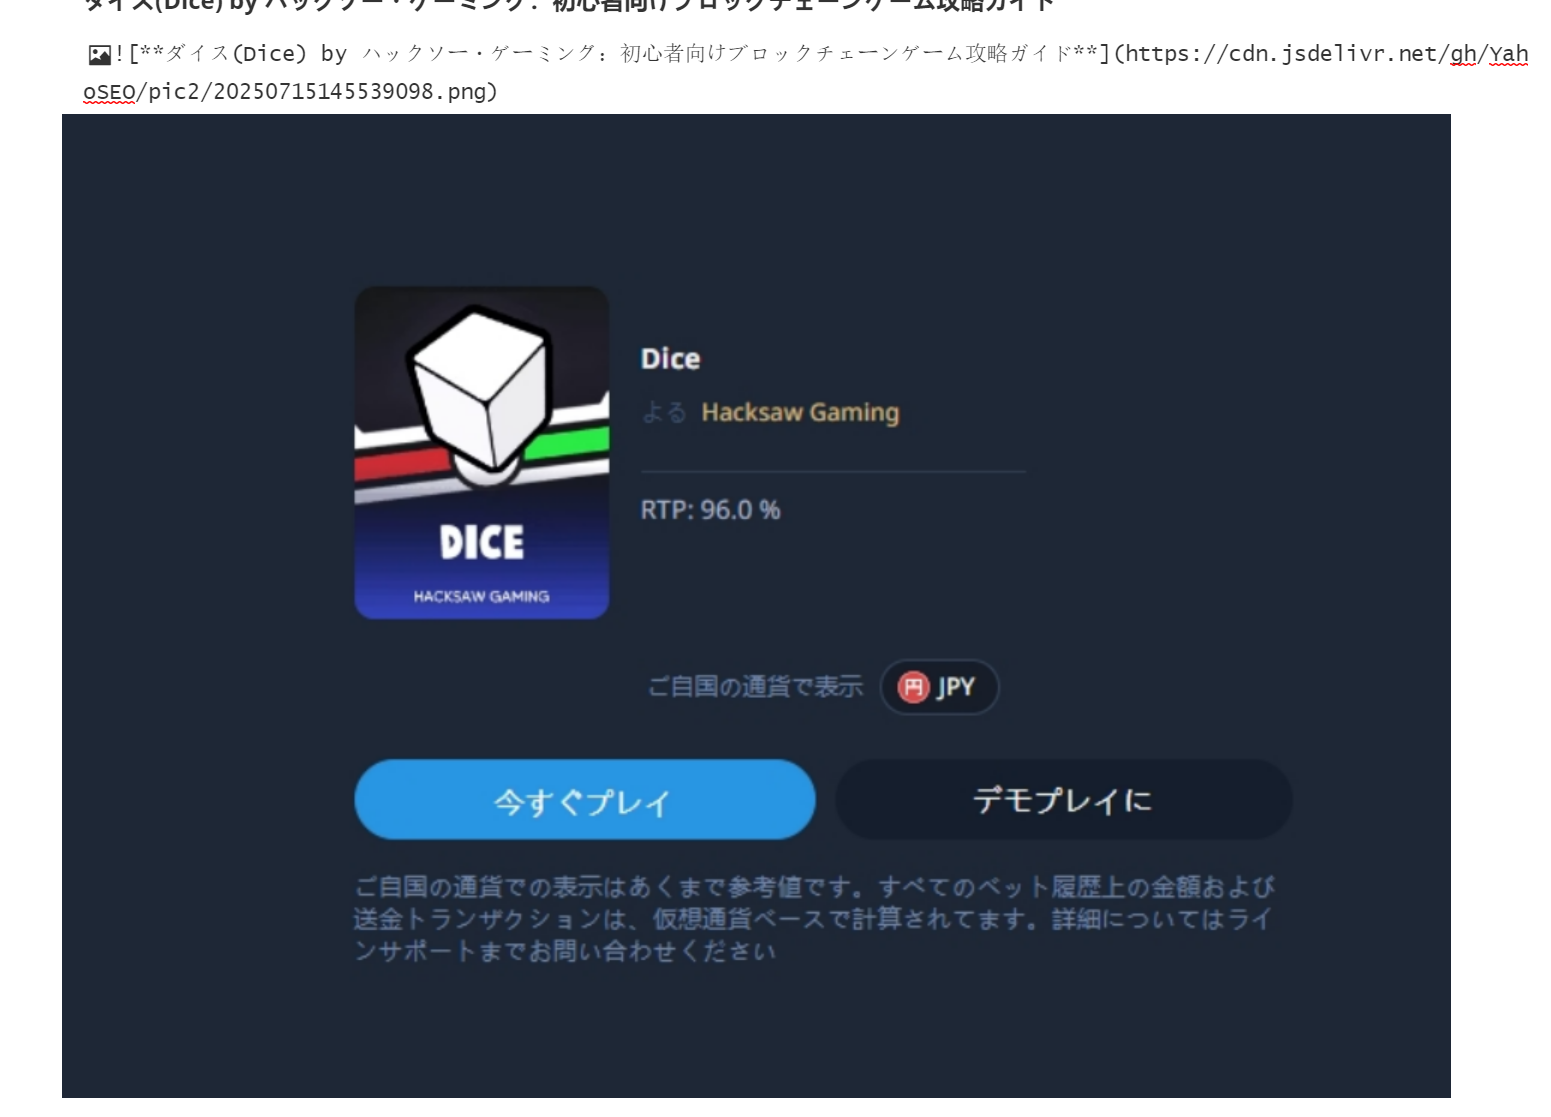 ダイス(Dice) by ハックソー・ゲーミング：初心者向けブロックチェーンゲーム攻略ガイド
![**ダイス(Dice) by ハックソー・ゲーミング：初心者向けブロックチェーンゲーム攻略ガイド**](https://cdn.jsdelivr.net/gh/Yah
oSEO/pic2/20250715145539098.png)
Dice
よる Hacksaw Gaming
RTP: 96.0 %
DICE
HACKSAW GAMING
ご自国の通貨で表示 円 JPY
今すぐプレイ
デモプレイに
ご自国の通貨での表示はあくまで参考値です。すべてのベット履歴上の金額および
送金トランザクションは、仮想通貨ベースで計算されてます。詳細についてはライ
ンサポートまでお問い合わせください